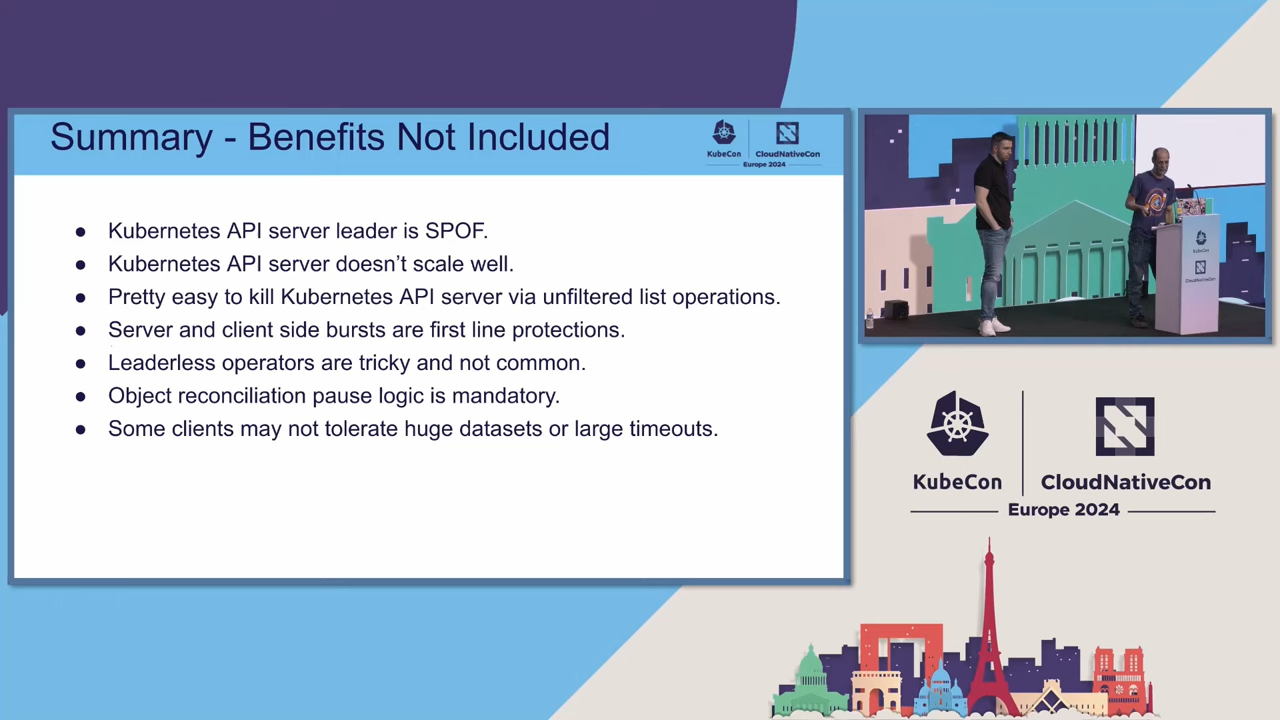 Summary - Benefits Not Included
KubeCon
CloudNativeCon
Europe 2024
● Kubernetes API server leader is SPOF.
● Kubernetes API server doesn’t scale well.
● Pretty easy to kill Kubernetes API server via unfiltered list operations.
● Server and client side bursts are first line protections.
● Leaderless operators are tricky and not common.
● Object reconciliation pause logic is mandatory.
● Some clients may not tolerate huge datasets or large timeouts.
KubeCon
CloudNativeCon
KubeCon
CloudNativeCon
Europe 2024